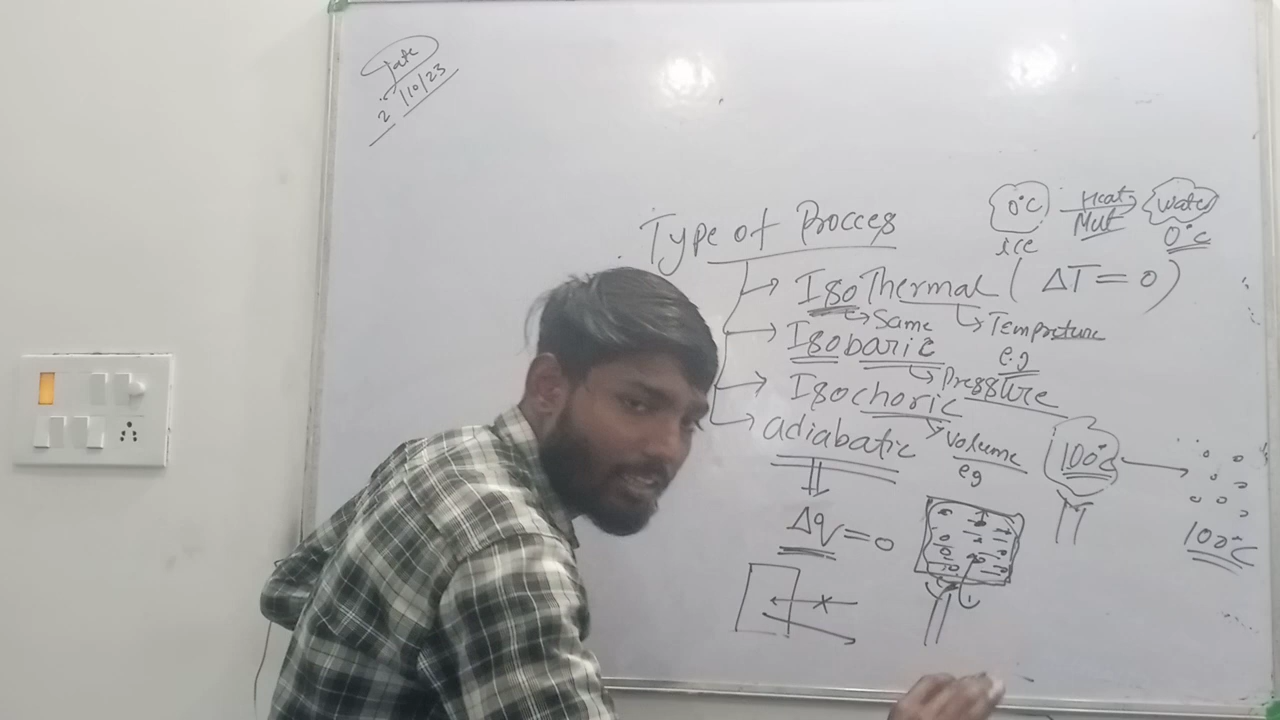 Date
2/10/23
Type of Procces
0°C Heat Melt water
ice 0°C
IsoThermal ( ΔT = 0 )
Same Tempreture
Isobaric e.g
Pressure
Isochoric
adiabatic Volume 100°C
eg
Δq = 0
100°C